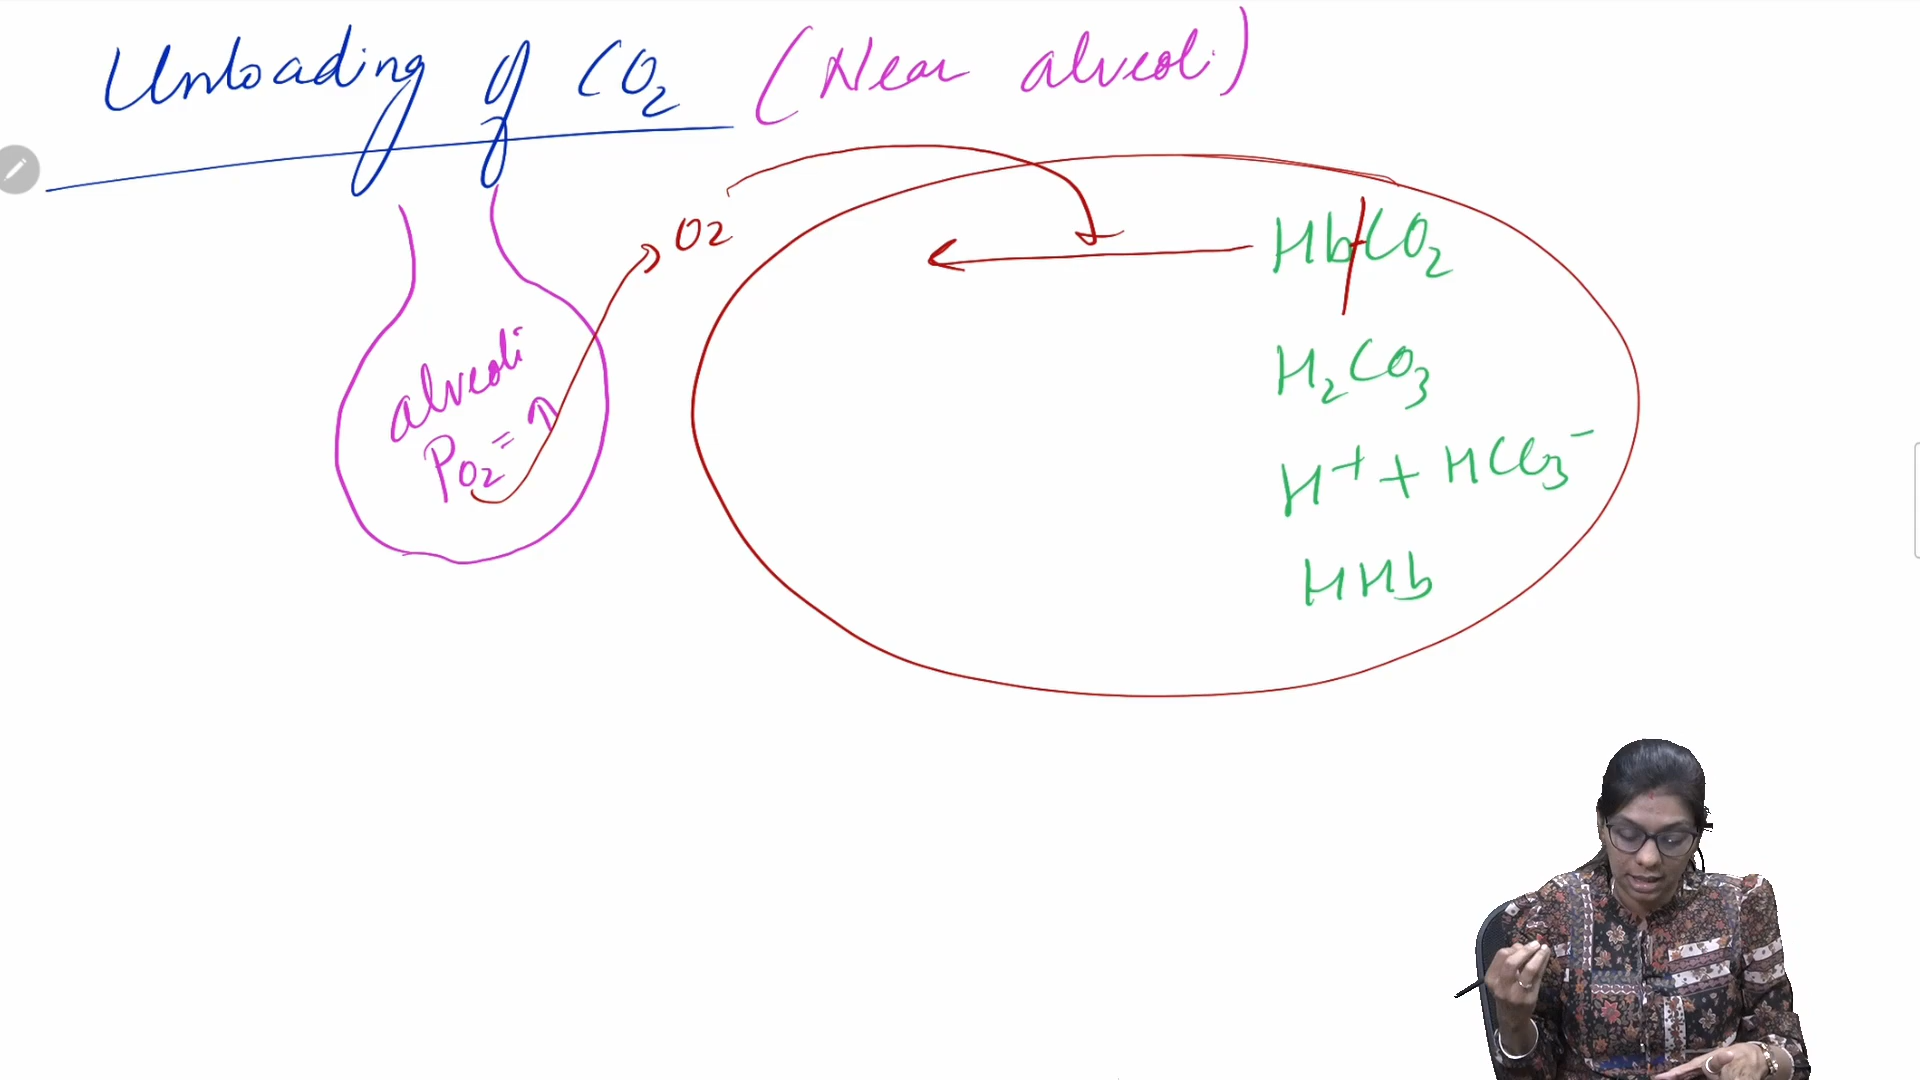 Unloading of CO2 (Near alveoli)
O2
HbCO2
alveoli
PO2 = ↑
H2CO3
H+ + HCO3-
HHb